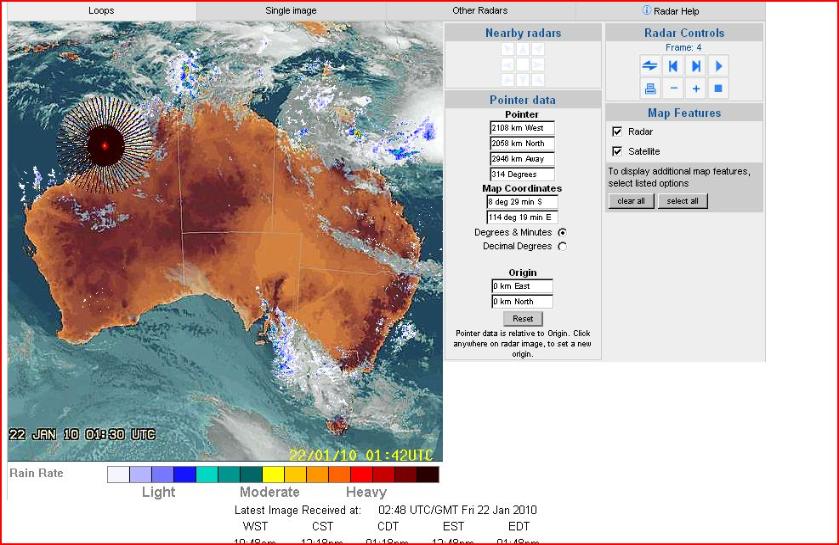 Loops
Single image
Other Radars
Radar Help
Nearby radars
Radar Controls
Frame: 4
Pointer data
Pointer
2108 km West
2058 km North
2946 km Away
314 Degrees
Map Coordinates
8 deg 29 min S
114 deg 19 min E
Degrees & Minutes
Decimal Degrees
Origin
0 km East
0 km North
Reset
Pointer data is relative to Origin. Click
anywhere on radar image, to set a new
origin.
Map Features
Radar
Satellite
To display additional map features,
select listed options
clear all select all
22 JAN 10 01:30 UTC
22/01/10 01:42UTC
Rain Rate
Light Moderate Heavy
Latest Image Received at: 02:48 UTC/GMT Fri 22 Jan 2010
WST CST CDT EST EDT